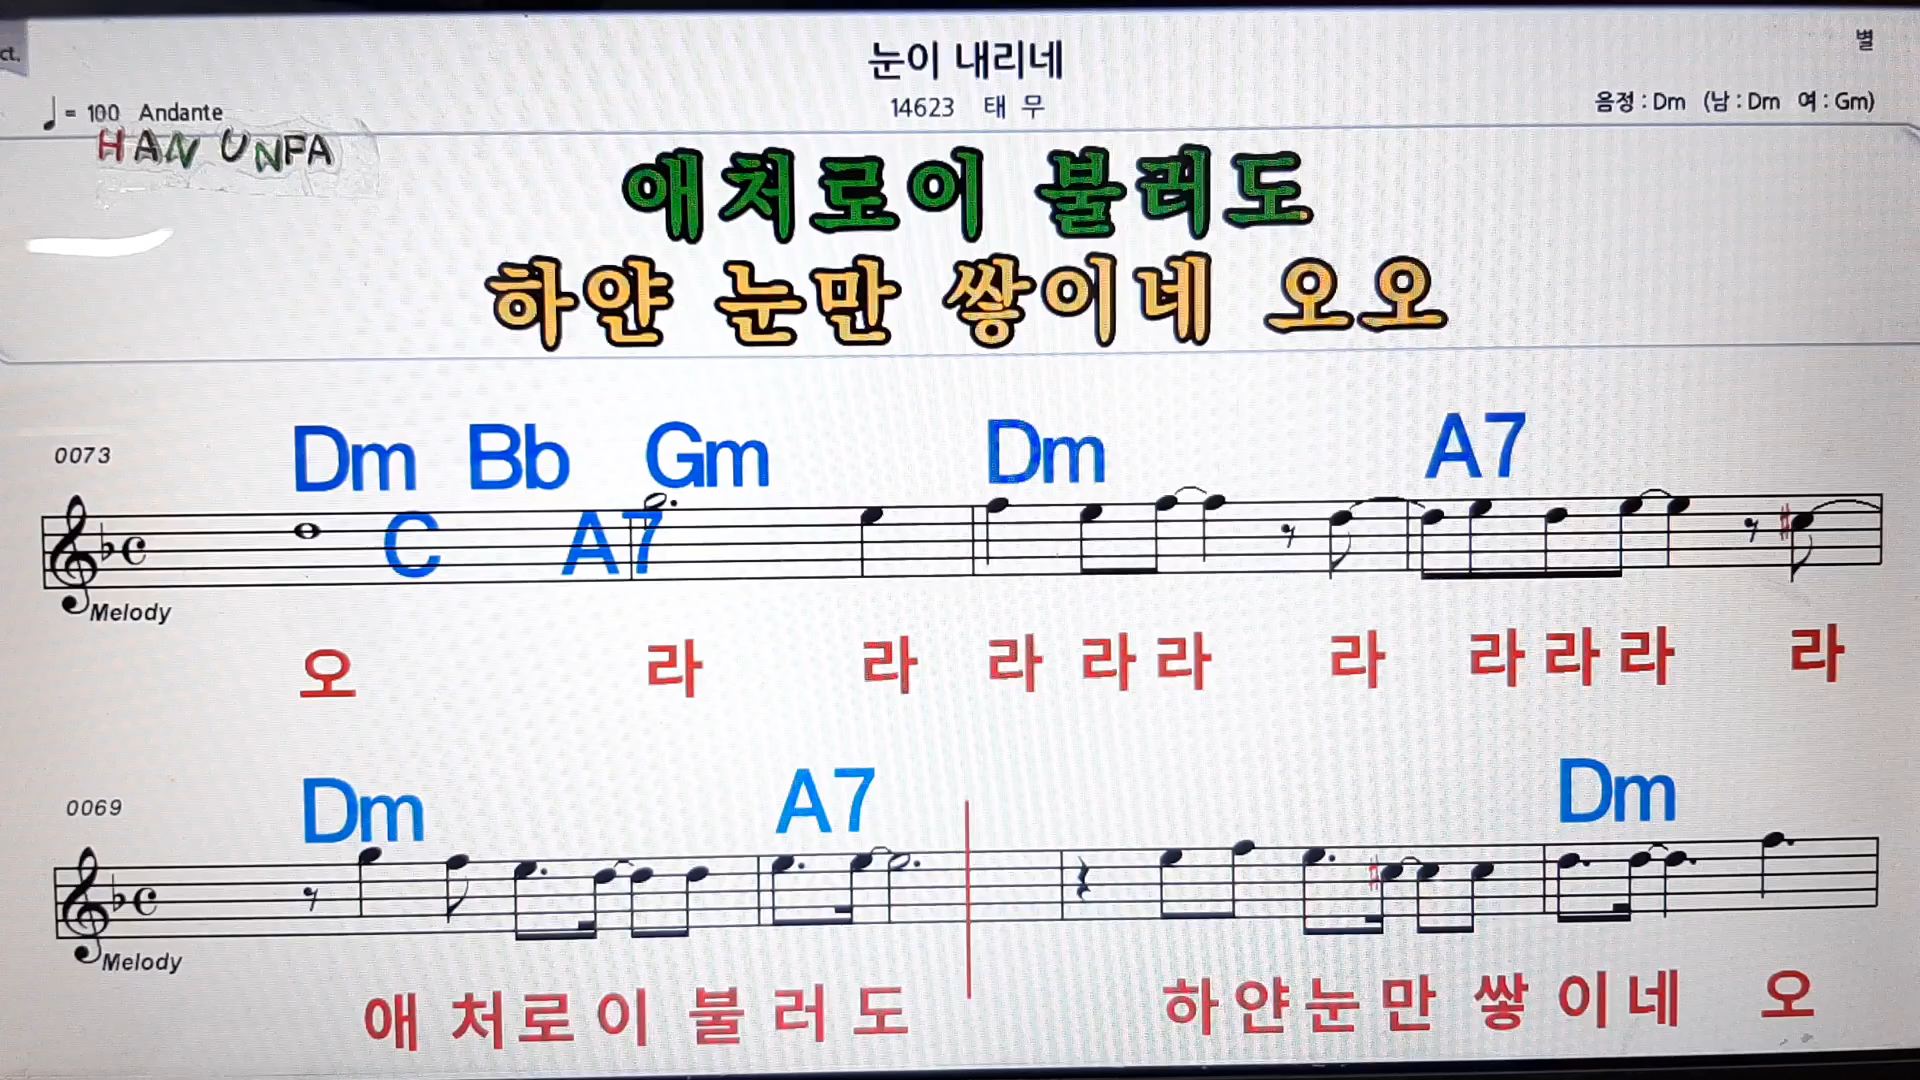 ct.
눈이 내리네
별
♩= 100 Andante
14623 태 무
음정 : Dm (남 : Dm 여 : Gm)
HAN UNFA
애처로이 불러도
하얀 눈만 쌓이네 오오
0073
Dm Bb Gm Dm A7
C A7
Melody
오 라 라 라 라 라 라 라 라 라 라
0069
Dm A7 Dm
Melody
애 처 로 이 불 러 도 하 얀 눈 만 쌓 이 네 오